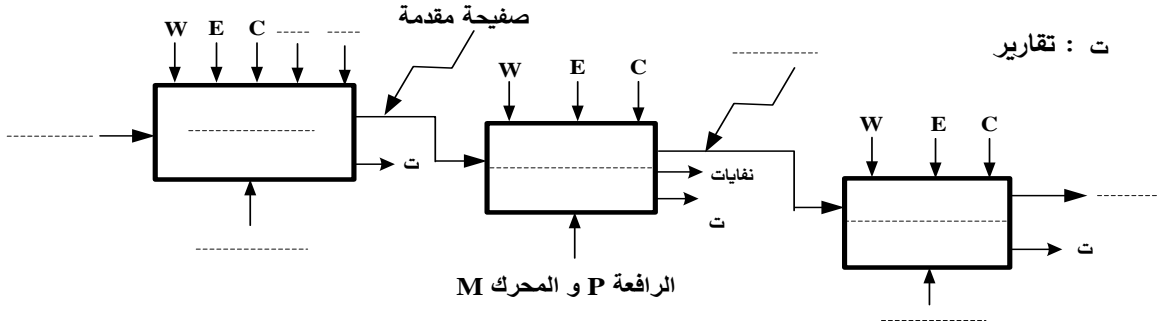 صفيحة مقدمة
ت : تقارير
W E C
W E C
W E C
ت
نفايات
ت
ت
الرافعة P و المحرك M